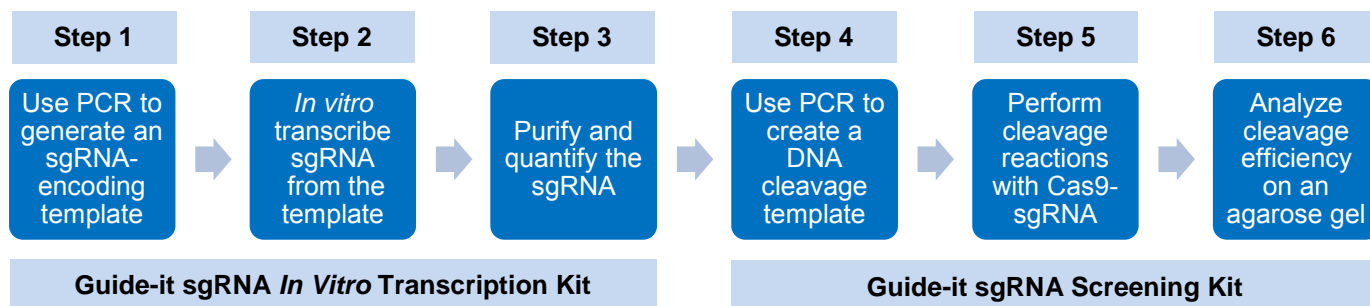 Step 1
Step 2
Step 3
Step 4
Step 5
Step 6
Use PCR to
generate an
sgRNA-
encoding
template
In vitro
transcribe
sgRNA
from the
template
Purify and
quantify the
sgRNA
Use PCR to
create a
DNA
cleavage
template
Perform
cleavage
reactions
with Cas9-
sgRNA
Analyze
cleavage
efficiency
on an
agarose gel
Guide-it sgRNA In Vitro Transcription Kit
Guide-it sgRNA Screening Kit